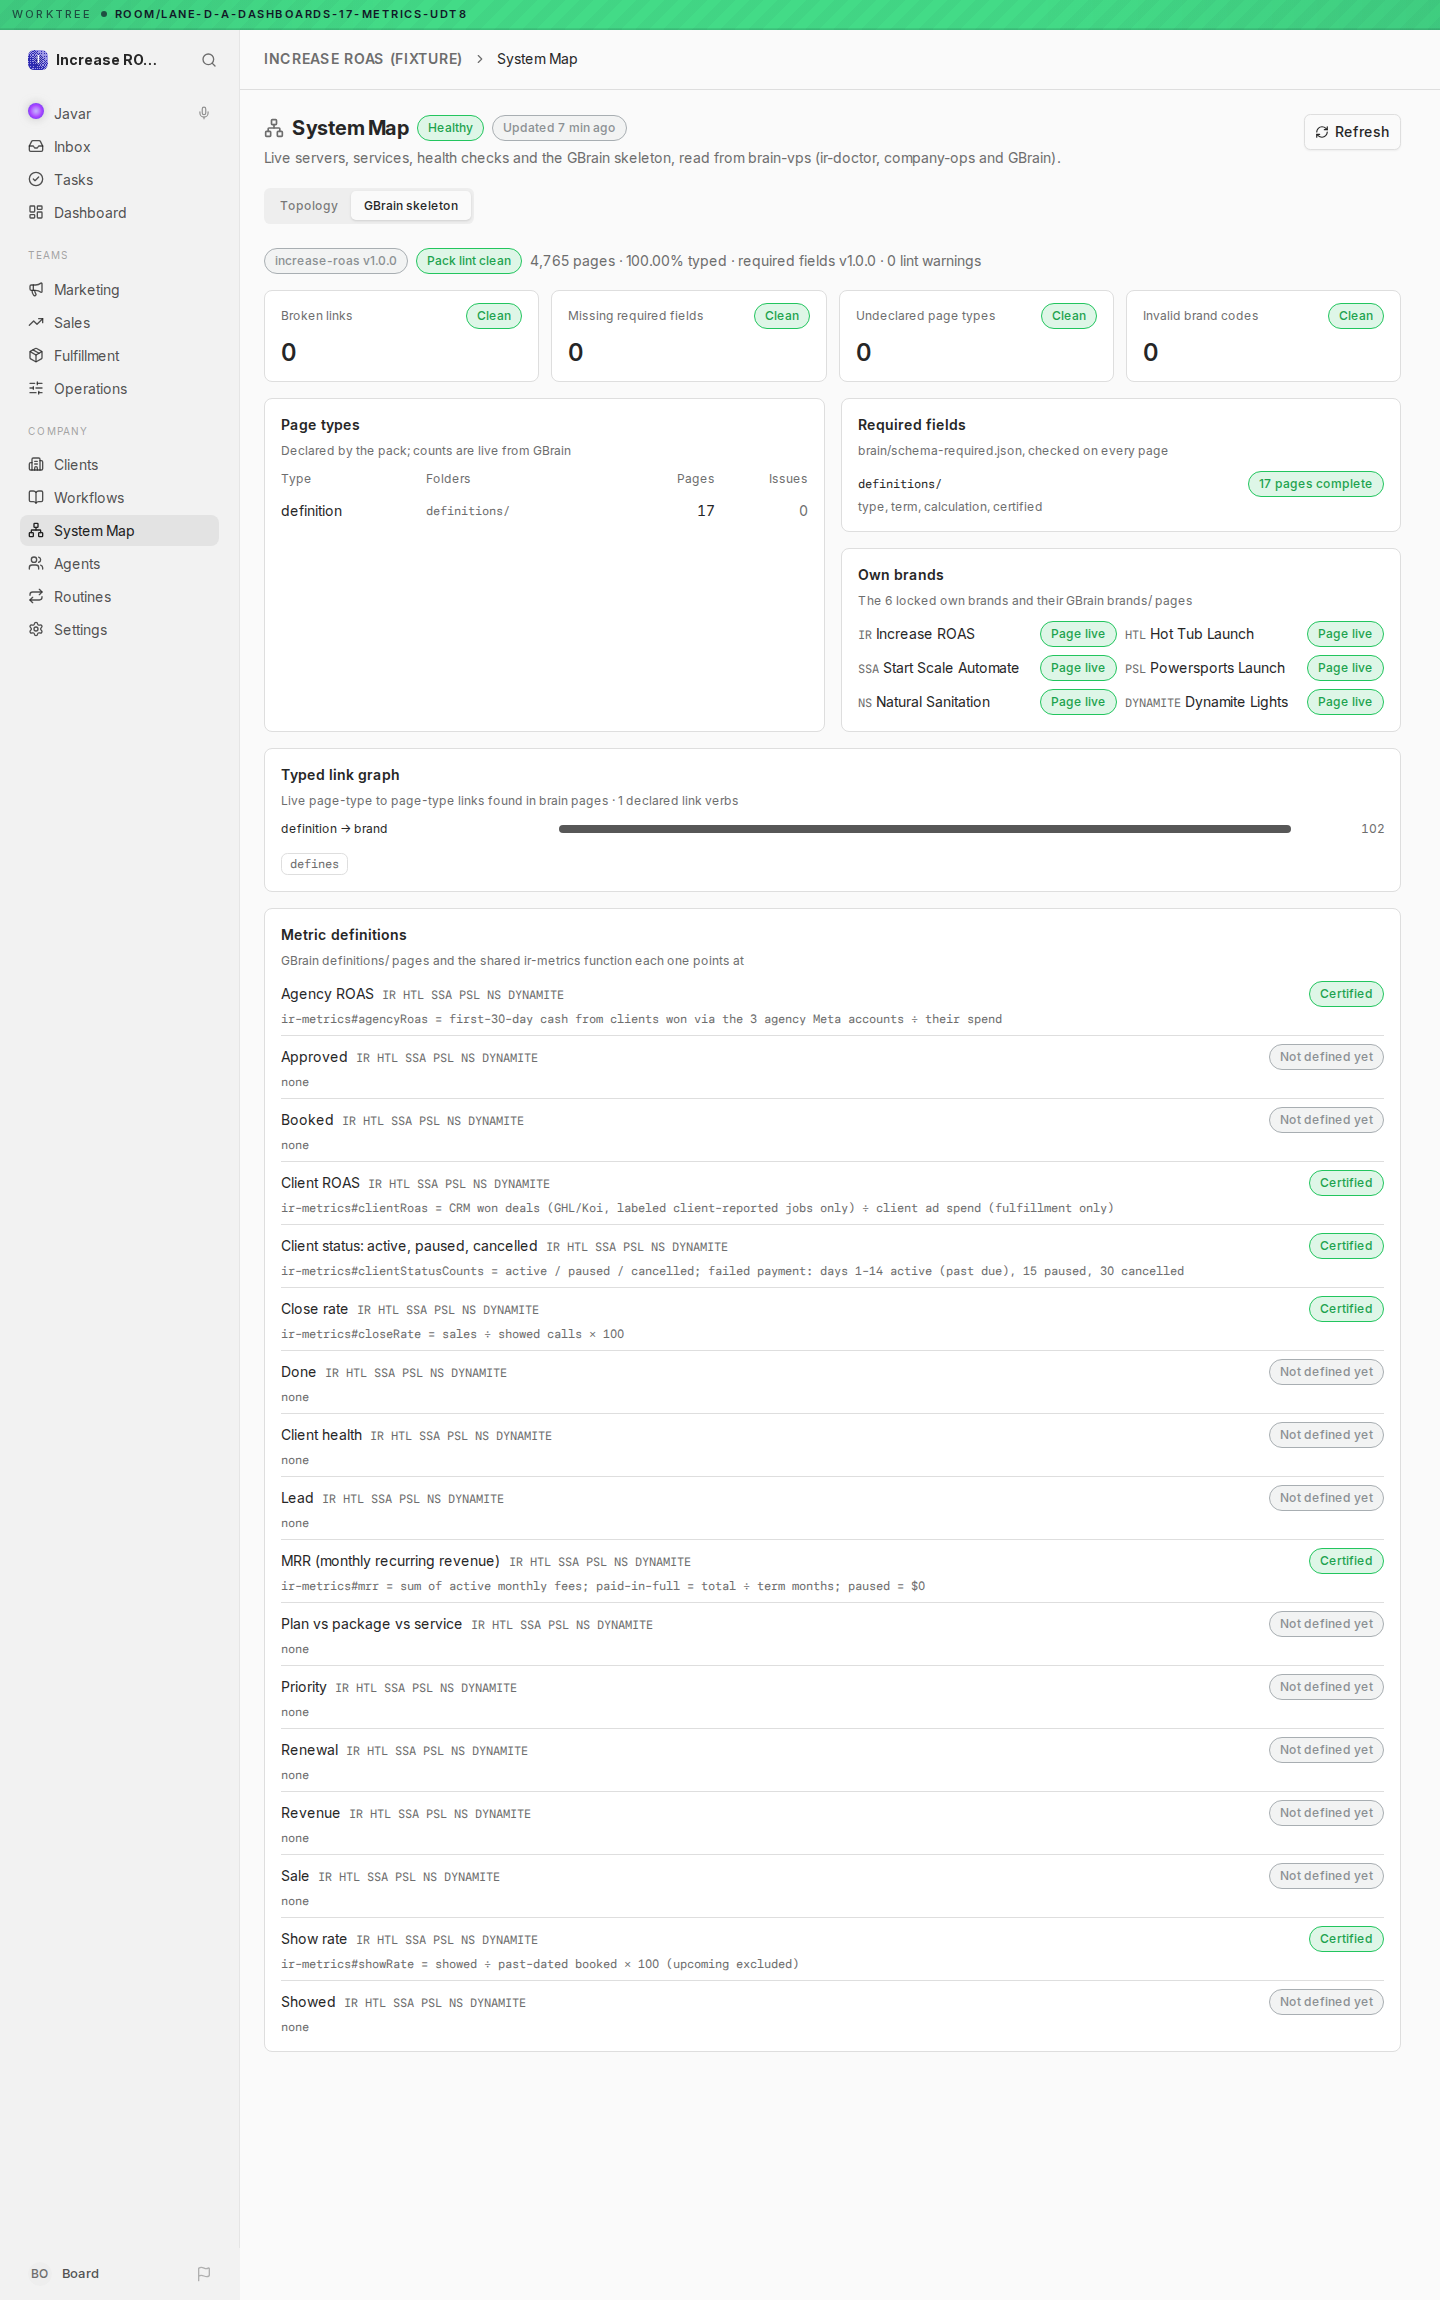 WORKTREE ● ROOM/LANE-D-A-DASHBOARDS-17-METRICS-UDT8
Increase RO...
Javar
Inbox
Tasks
Dashboard
TEAMS
Marketing
Sales
Fulfillment
Operations
COMPANY
Clients
Workflows
System Map
Agents
Routines
Settings
BO Board
INCREASE ROAS (FIXTURE) > System Map
System Map Healthy Updated 7 min ago
Refresh
Live servers, services, health checks and the GBrain skeleton, read from brain-vps (ir-doctor, company-ops and GBrain).
Topology GBrain skeleton
increase-roas v1.0.0 Pack lint clean 4,765 pages · 100.00% typed · required fields v1.0.0 · 0 lint warnings
Broken links Clean
0
Missing required fields Clean
0
Undeclared page types Clean
0
Invalid brand codes Clean
0
Page types
Declared by the pack; counts are live from GBrain
Type Folders Pages Issues
definition definitions/ 17 0
Required fields
brain/schema-required.json, checked on every page
definitions/ 17 pages complete
type, term, calculation, certified
Own brands
The 6 locked own brands and their GBrain brands/ pages
IR Increase ROAS Page live HTL Hot Tub Launch Page live
SSA Start Scale Automate Page live PSL Powersports Launch Page live
NS Natural Sanitation Page live DYNAMITE Dynamite Lights Page live
Typed link graph
Live page-type to page-type links found in brain pages · 1 declared link verbs
definition → brand 102
defines
Metric definitions
GBrain definitions/ pages and the shared ir-metrics function each one points at
Agency ROAS IR HTL SSA PSL NS DYNAMITE Certified
ir-metrics#agencyRoas = first-30-day cash from clients won via the 3 agency Meta accounts ÷ their spend
Approved IR HTL SSA PSL NS DYNAMITE Not defined yet
none
Booked IR HTL SSA PSL NS DYNAMITE Not defined yet
none
Client ROAS IR HTL SSA PSL NS DYNAMITE Certified
ir-metrics#clientRoas = CRM won deals (GHL/Koi, labeled client-reported jobs only) ÷ client ad spend (fulfillment only)
Client status: active, paused, cancelled IR HTL SSA PSL NS DYNAMITE Certified
ir-metrics#clientStatusCounts = active / paused / cancelled; failed payment: days 1-14 active (past due), 15 paused, 30 cancelled
Close rate IR HTL SSA PSL NS DYNAMITE Certified
ir-metrics#closeRate = sales ÷ showed calls × 100
Done IR HTL SSA PSL NS DYNAMITE Not defined yet
none
Client health IR HTL SSA PSL NS DYNAMITE Not defined yet
none
Lead IR HTL SSA PSL NS DYNAMITE Not defined yet
none
MRR (monthly recurring revenue) IR HTL SSA PSL NS DYNAMITE Certified
ir-metrics#mrr = sum of active monthly fees; paid-in-full = total ÷ term months; paused = $0
Plan vs package vs service IR HTL SSA PSL NS DYNAMITE Not defined yet
none
Priority IR HTL SSA PSL NS DYNAMITE Not defined yet
none
Renewal IR HTL SSA PSL NS DYNAMITE Not defined yet
none
Revenue IR HTL SSA PSL NS DYNAMITE Not defined yet
none
Sale IR HTL SSA PSL NS DYNAMITE Not defined yet
none
Show rate IR HTL SSA PSL NS DYNAMITE Certified
ir-metrics#showRate = showed ÷ past-dated booked × 100 (upcoming excluded)
Showed IR HTL SSA PSL NS DYNAMITE Not defined yet
none